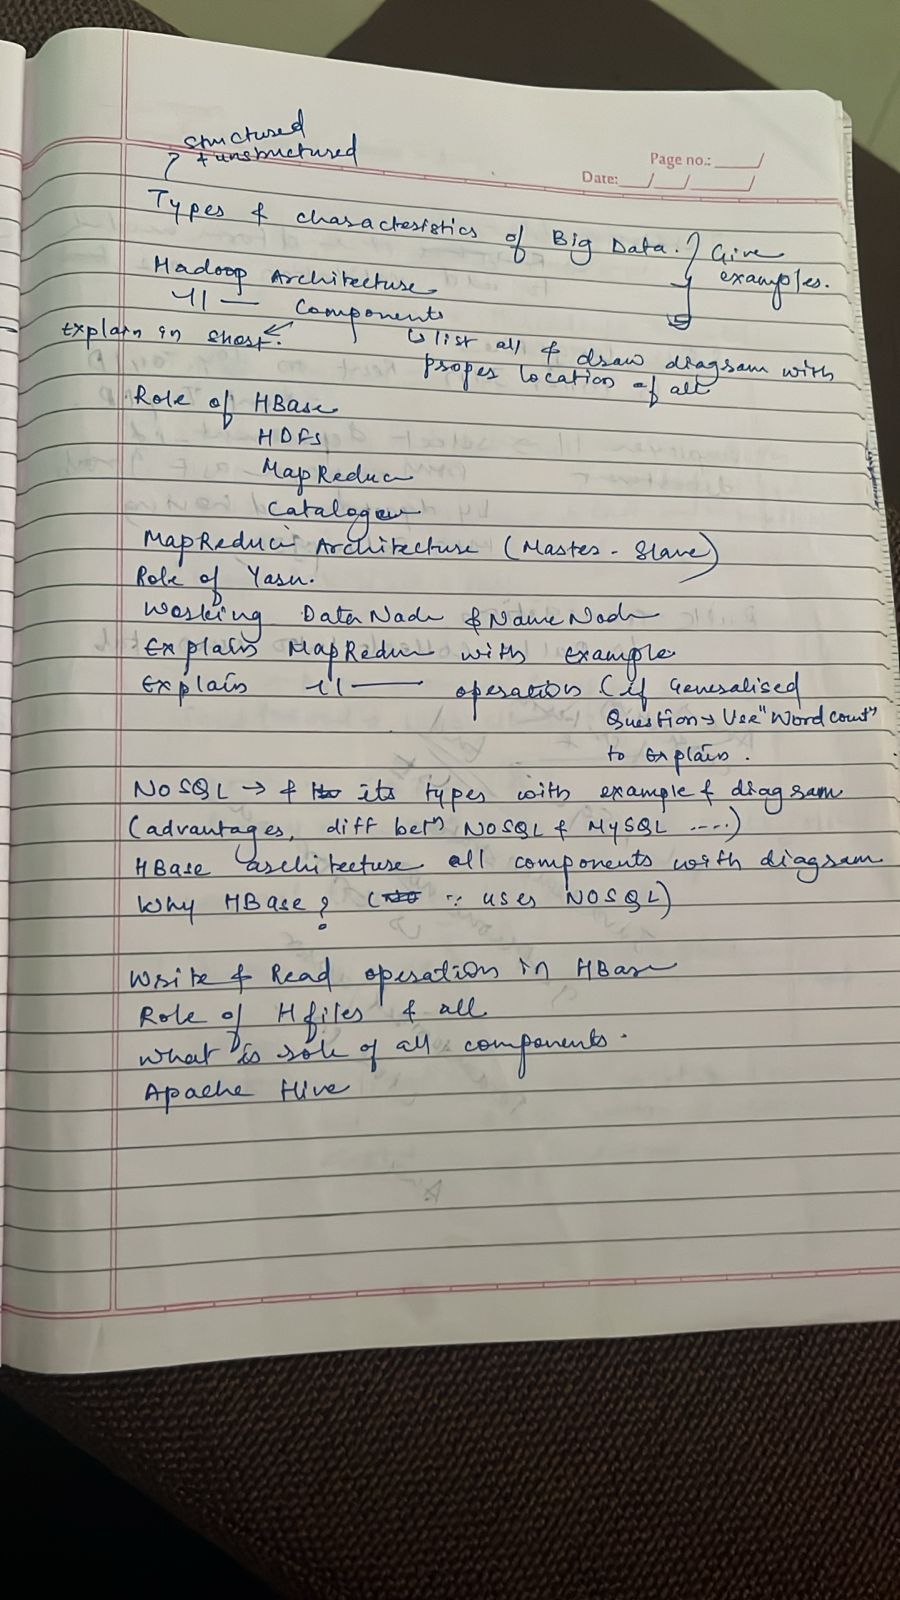 structured
+ unstructured
Page no.:
Date:
Types & characteristics of Big Data. } Give
examples.
Hadoop Architecture
-11- Components
Explain in short.
↳ list all & draw diagram with
proper location of all
Role of HBase
HDFS
MapReduce
Catalogue
MapReduce Architecture (Master - Slave)
Role of Yarn.
Working DataNode & NameNode
Explain MapReduce with example
Explain -11- operation (if Generalised
Question → Use "Word count"
to explain.
NOSQL → & its types with example & diagram
(advantages, diff betn NOSQL & MySQL ....)
HBase architecture all components with diagram
Why HBase? ( ∵ uses NOSQL)
Write & Read operation in HBase
Role of Hfiles & all
What is role of all components.
Apache Hive